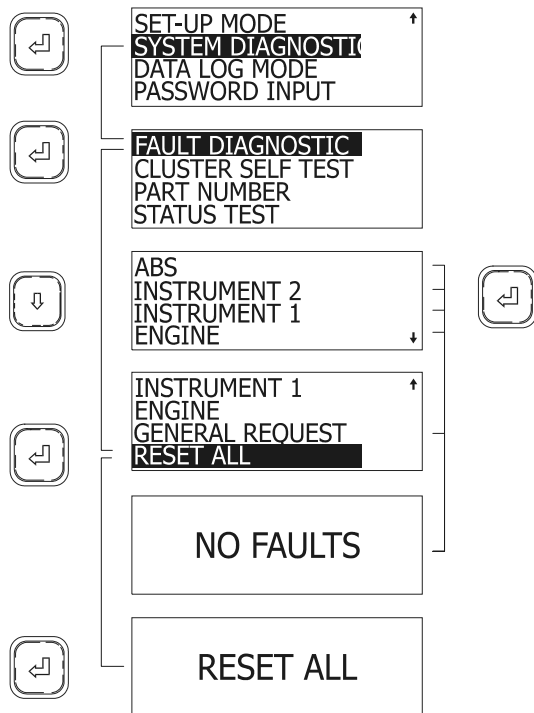 SET-UP MODE
SYSTEM DIAGNOSTIC
DATA LOG MODE
PASSWORD INPUT
FAULT DIAGNOSTIC
CLUSTER SELF TEST
PART NUMBER
STATUS TEST
ABS
INSTRUMENT 2
INSTRUMENT 1
ENGINE
INSTRUMENT 1
ENGINE
GENERAL REQUEST
RESET ALL
NO FAULTS
RESET ALL